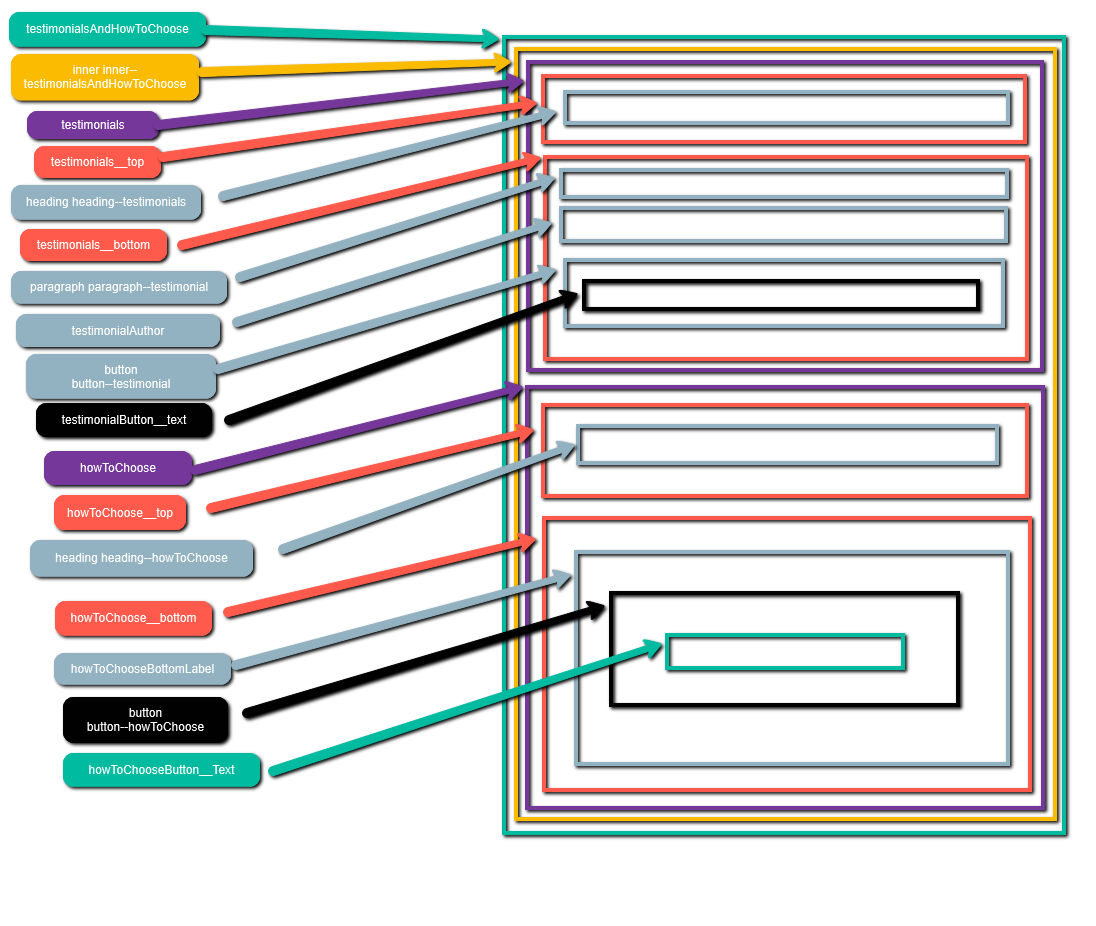 testimonialsAndHowToChoose
inner inner--
testimonialsAndHowToChoose
testimonials
testimonials__top
heading heading--testimonials
testimonials__bottom
paragraph paragraph--testimonial
testimonialAuthor
button
button--testimonial
testimonialButton__text
howToChoose
howToChoose__top
heading heading--howToChoose
howToChoose__bottom
howToChooseBottomLabel
button
button--howToChoose
howToChooseButton__Text